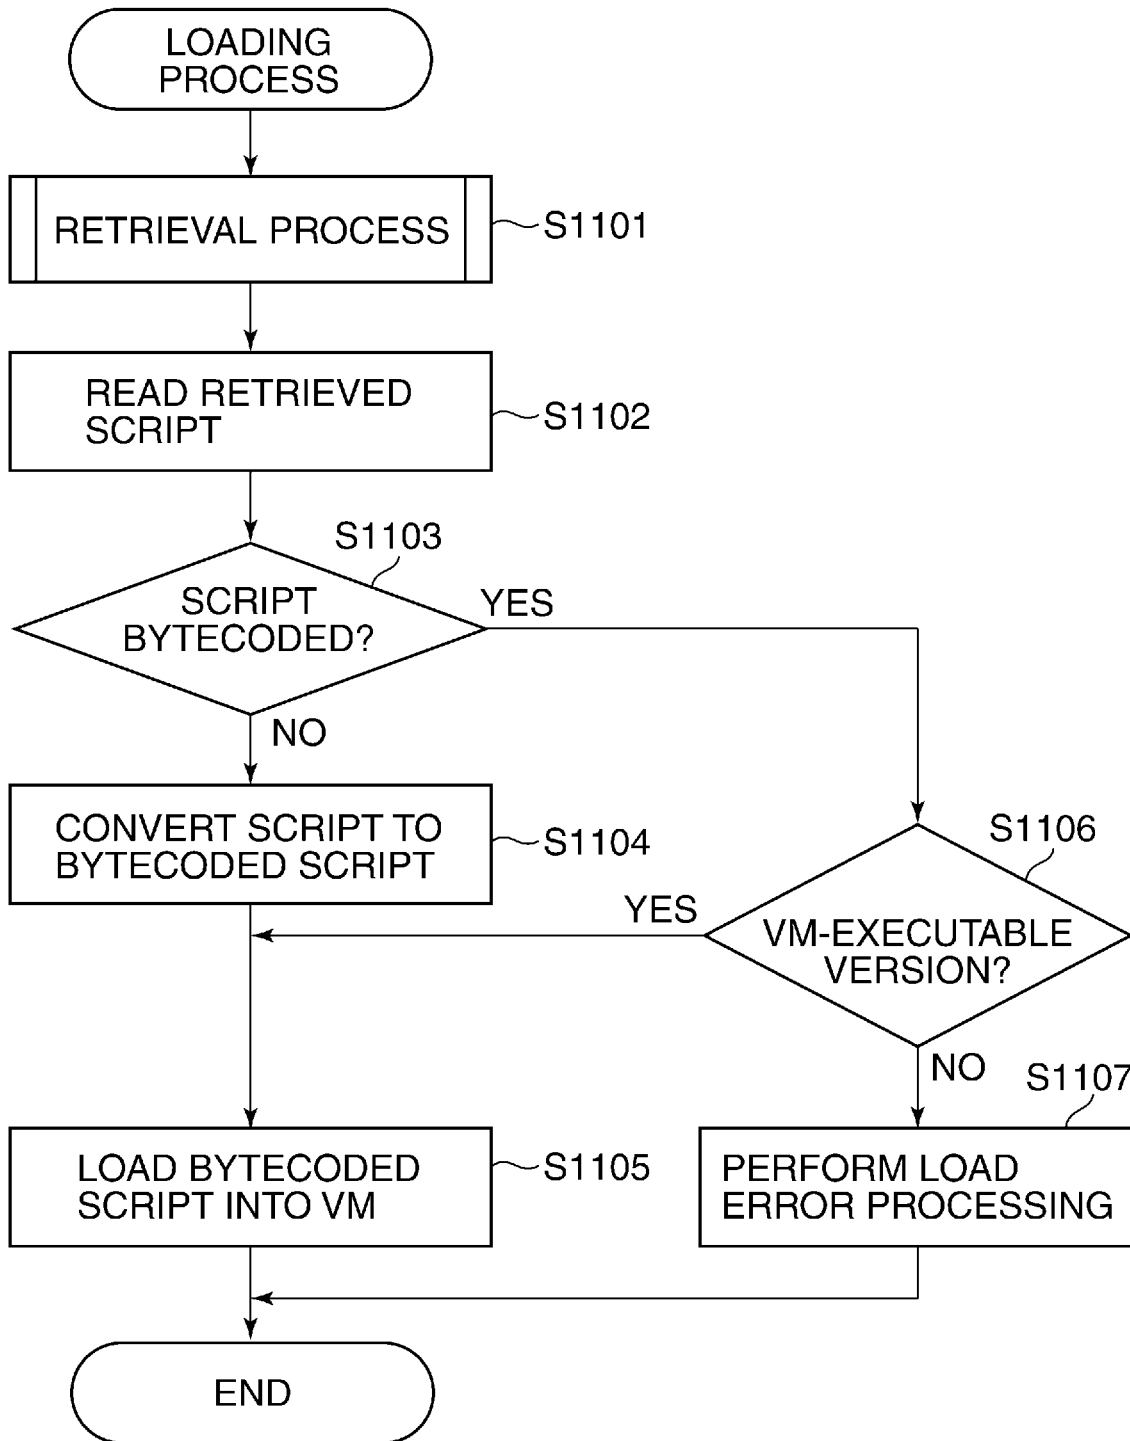 LOADING
PROCESS
RETRIEVAL PROCESS
S1101
READ RETRIEVED
SCRIPT
S1102
S1103
SCRIPT
BYTECODED?
YES
NO
CONVERT SCRIPT TO
BYTECODED SCRIPT
S1104
S1106
YES
VM-EXECUTABLE
VERSION?
NO
S1107
LOAD BYTECODED
SCRIPT INTO VM
S1105
PERFORM LOAD
ERROR PROCESSING
END